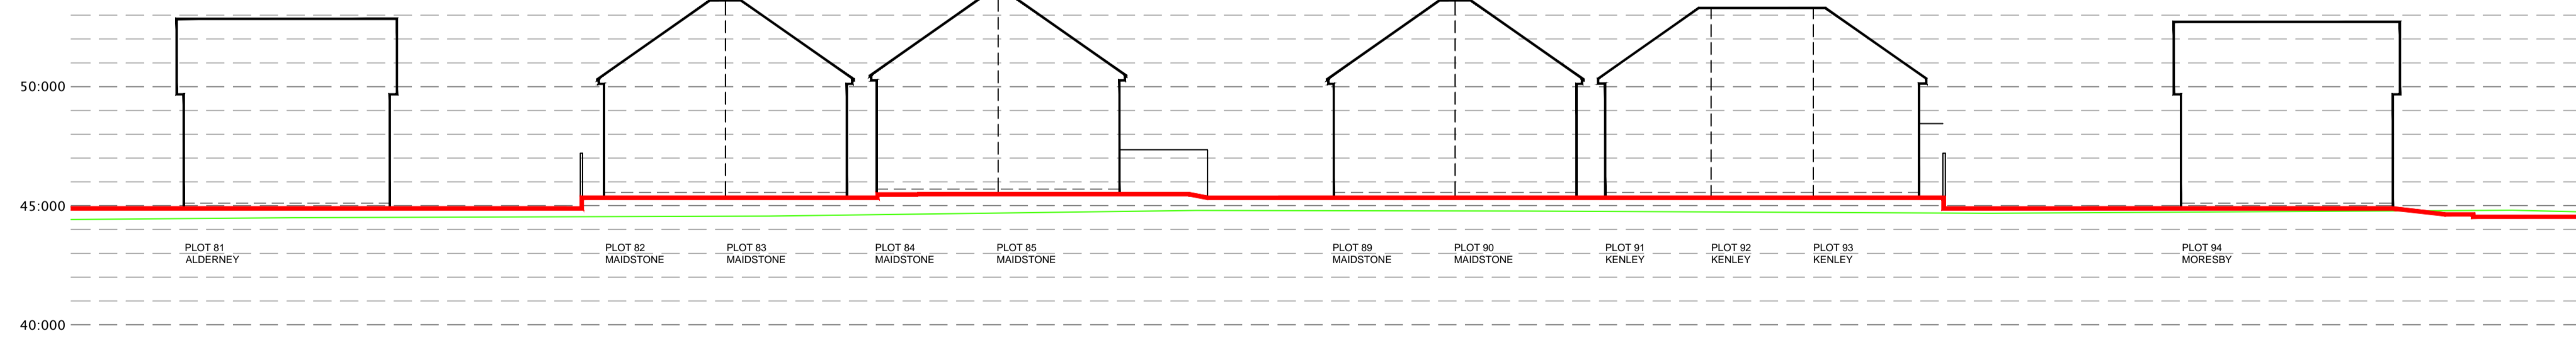 50:000
45:000
PLOT 81
ALDERNEY
PLOT 82
MAIDSTONE
PLOT 83
MAIDSTONE
PLOT 84
MAIDSTONE
PLOT 85
MAIDSTONE
PLOT 89
MAIDSTONE
PLOT 90
MAIDSTONE
PLOT 91
KENLEY
PLOT 92
KENLEY
PLOT 93
KENLEY
PLOT 94
MORESBY
40:000